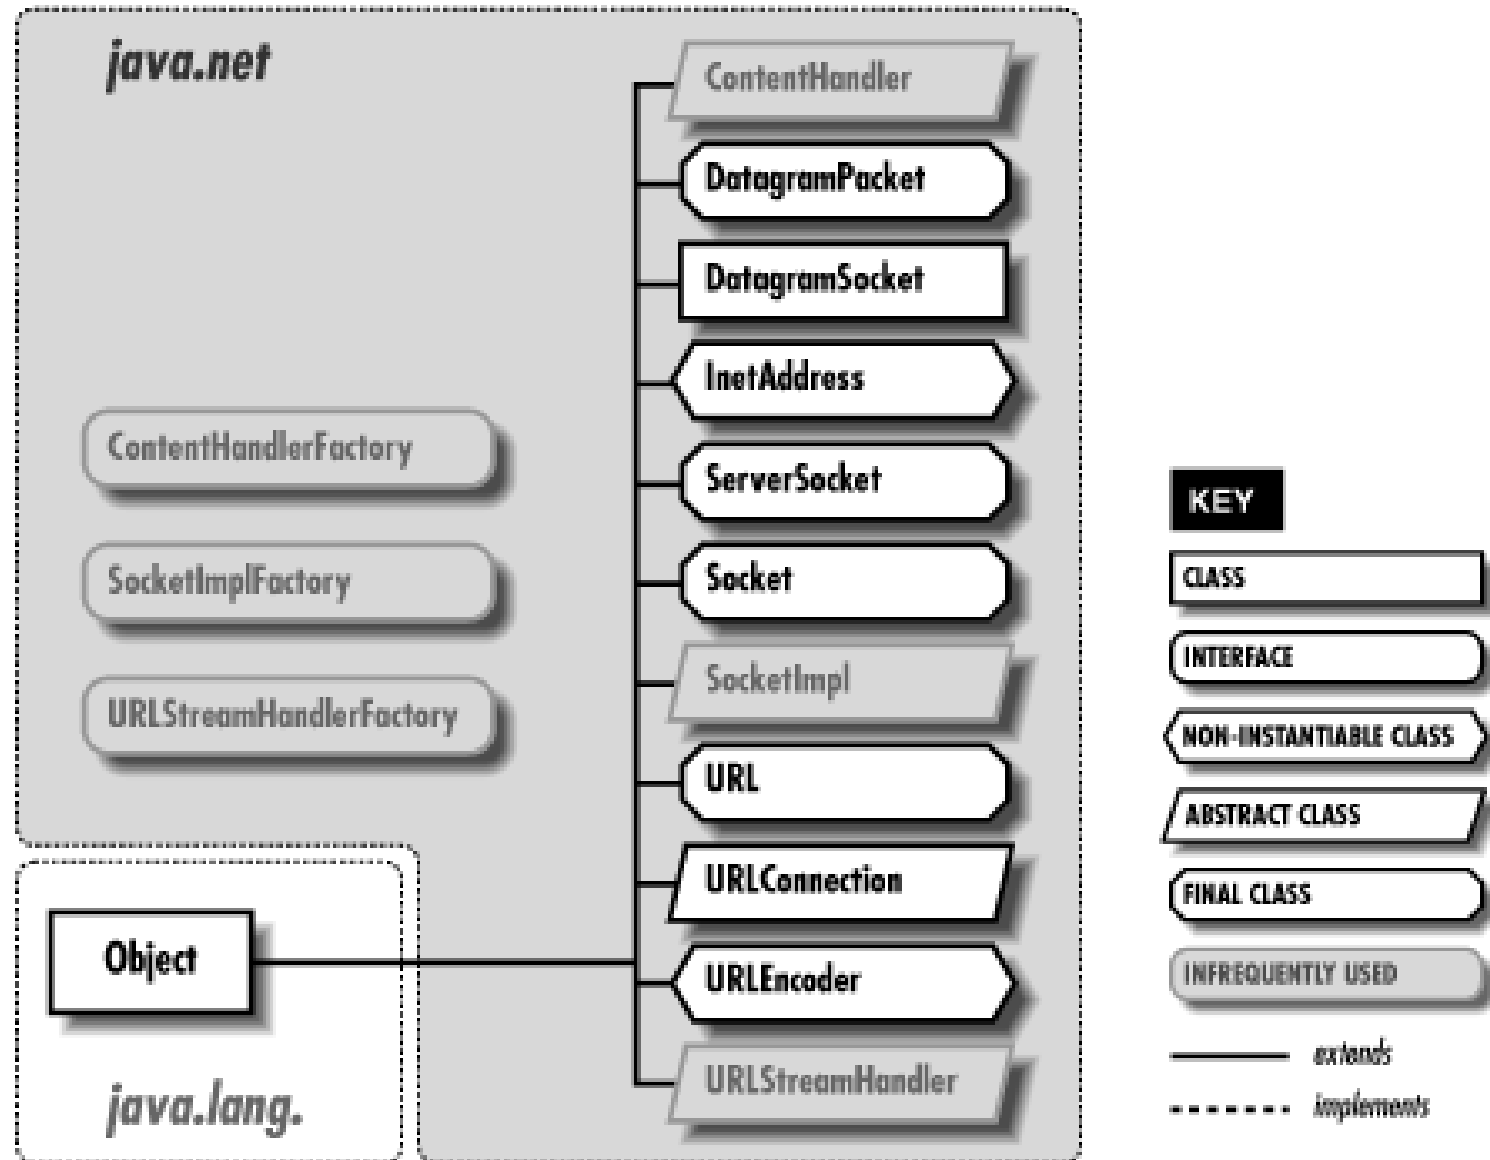 java.net
ContentHandler
DatagramPacket
DatagramSocket
InetAddress
ServerSocket
Socket
SocketImpl
URL
URLConnection
URLEncoder
URLStreamHandler
ContentHandlerFactory
SocketImplFactory
URLStreamHandlerFactory
Object
java.lang.
KEY
CLASS
INTERFACE
NON-INSTANTIABLE CLASS
ABSTRACT CLASS
FINAL CLASS
INFREQUENTLY USED
extends
implements